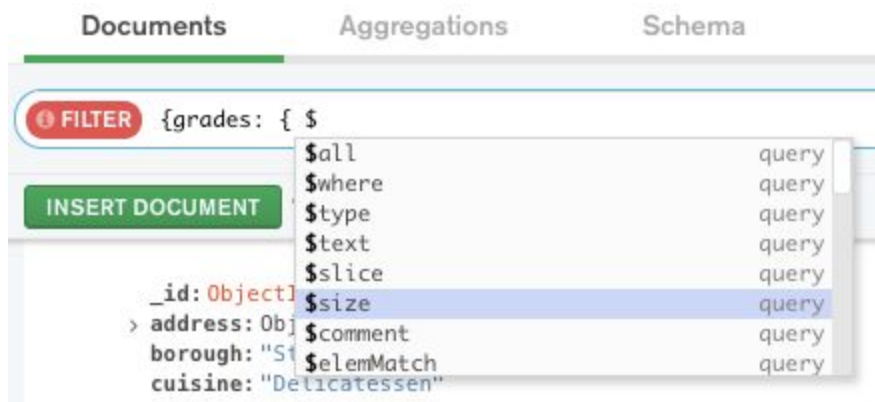 Documents Aggregations Schema
FILTER {grades: { $
$all query
$where query
INSERT DOCUMENT $type query
$text query
$slice query
_id: ObjectI
$size query
> address: Obj
$comment query
borough: "St
$elemMatch query
cuisine: "Delicatessen"